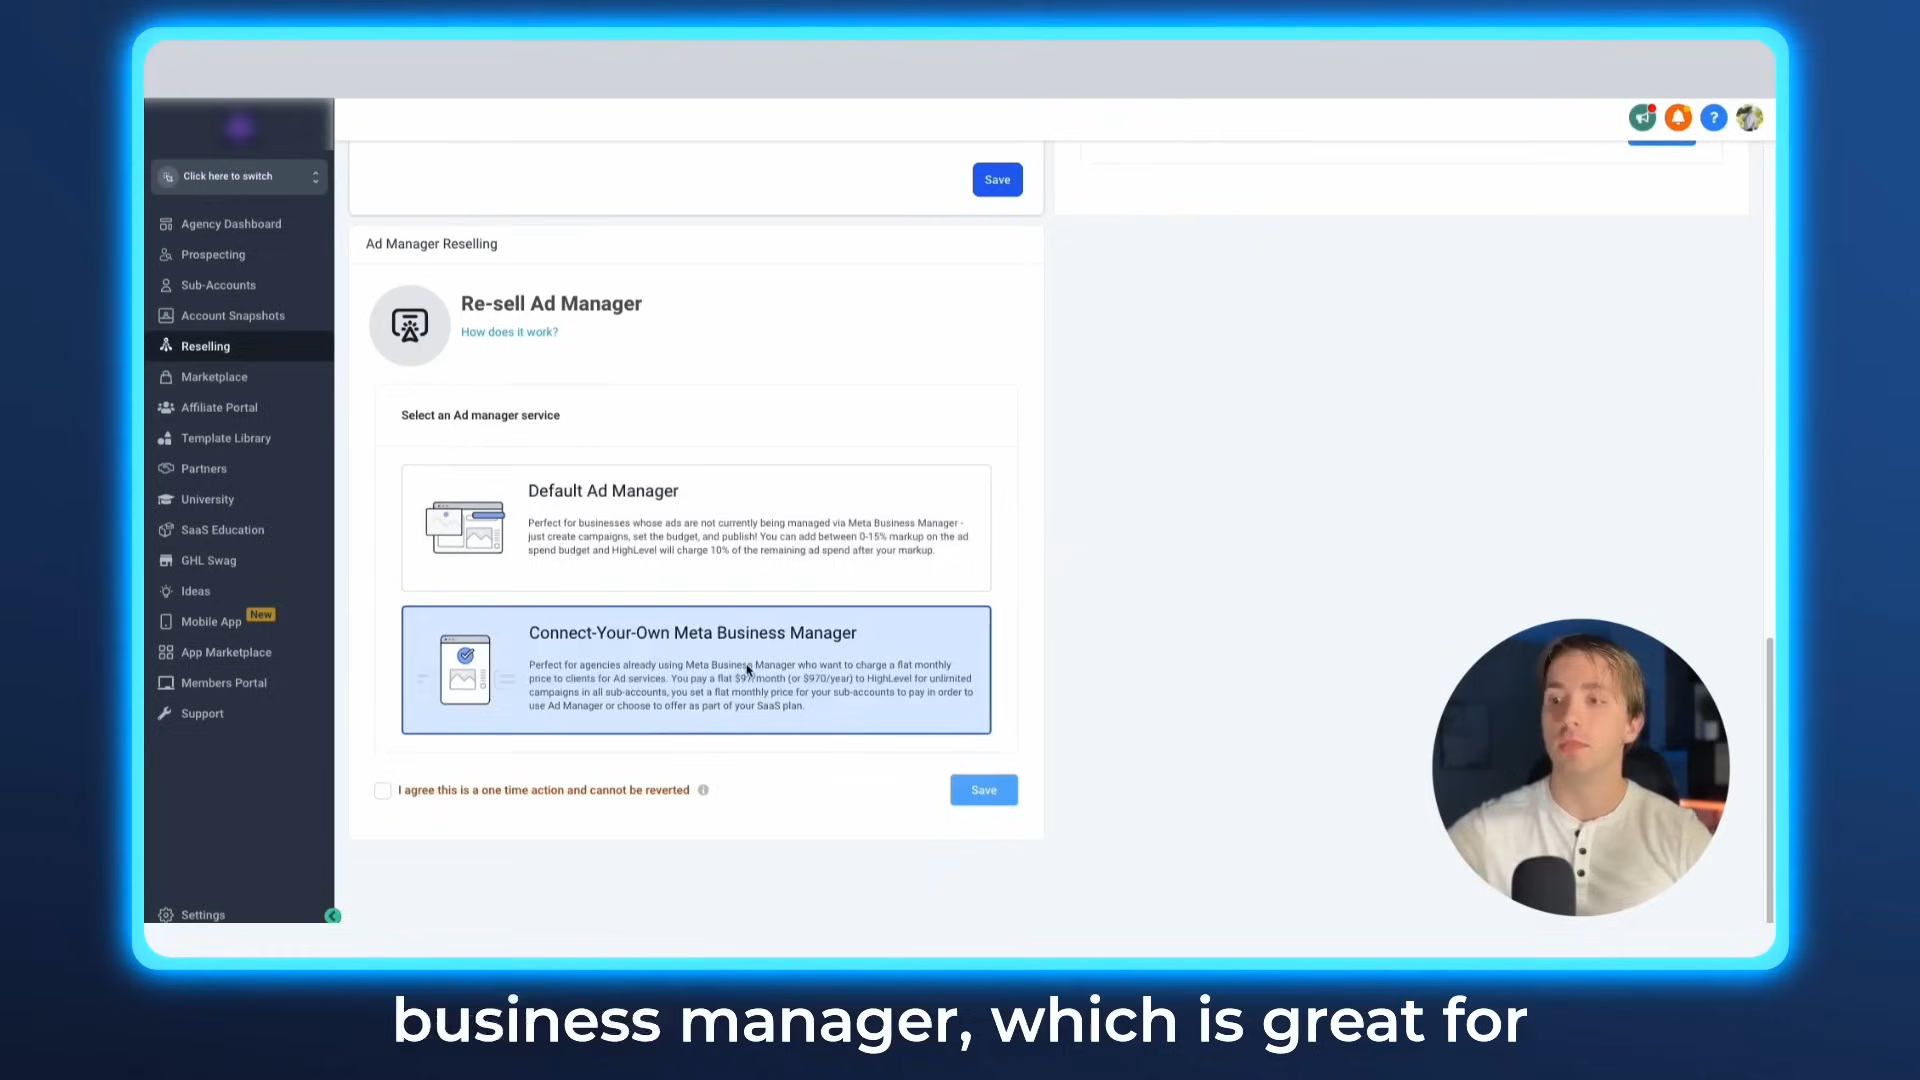 Click here to switch
Agency Dashboard
Prospecting
Sub-Accounts
Account Snapshots
Reselling
Marketplace
Affiliate Portal
Template Library
Partners
University
SaaS Education
GHL Swag
Ideas
Mobile App New
App Marketplace
Members Portal
Support
Settings
?
Save
Ad Manager Reselling
Re-sell Ad Manager
How does it work?
Select an Ad manager service
Default Ad Manager
Perfect for businesses whose ads are not currently being managed via Meta Business Manager -
just create campaigns, set the budget, and publish! You can add between 0-15% markup on the ad
spend budget and HighLevel will charge 10% of the remaining ad spend after your markup.
Connect-Your-Own Meta Business Manager
Perfect for agencies already using Meta Business Manager who want to charge a flat monthly
price to clients for Ad services. You pay a flat $97/month (or $970/year) to HighLevel for unlimited
campaigns in all sub-accounts, you set a flat monthly price for your sub-accounts to pay in order to
use Ad Manager or choose to offer as part of your SaaS plan.
I agree this is a one time action and cannot be reverted
Save
business manager, which is great for